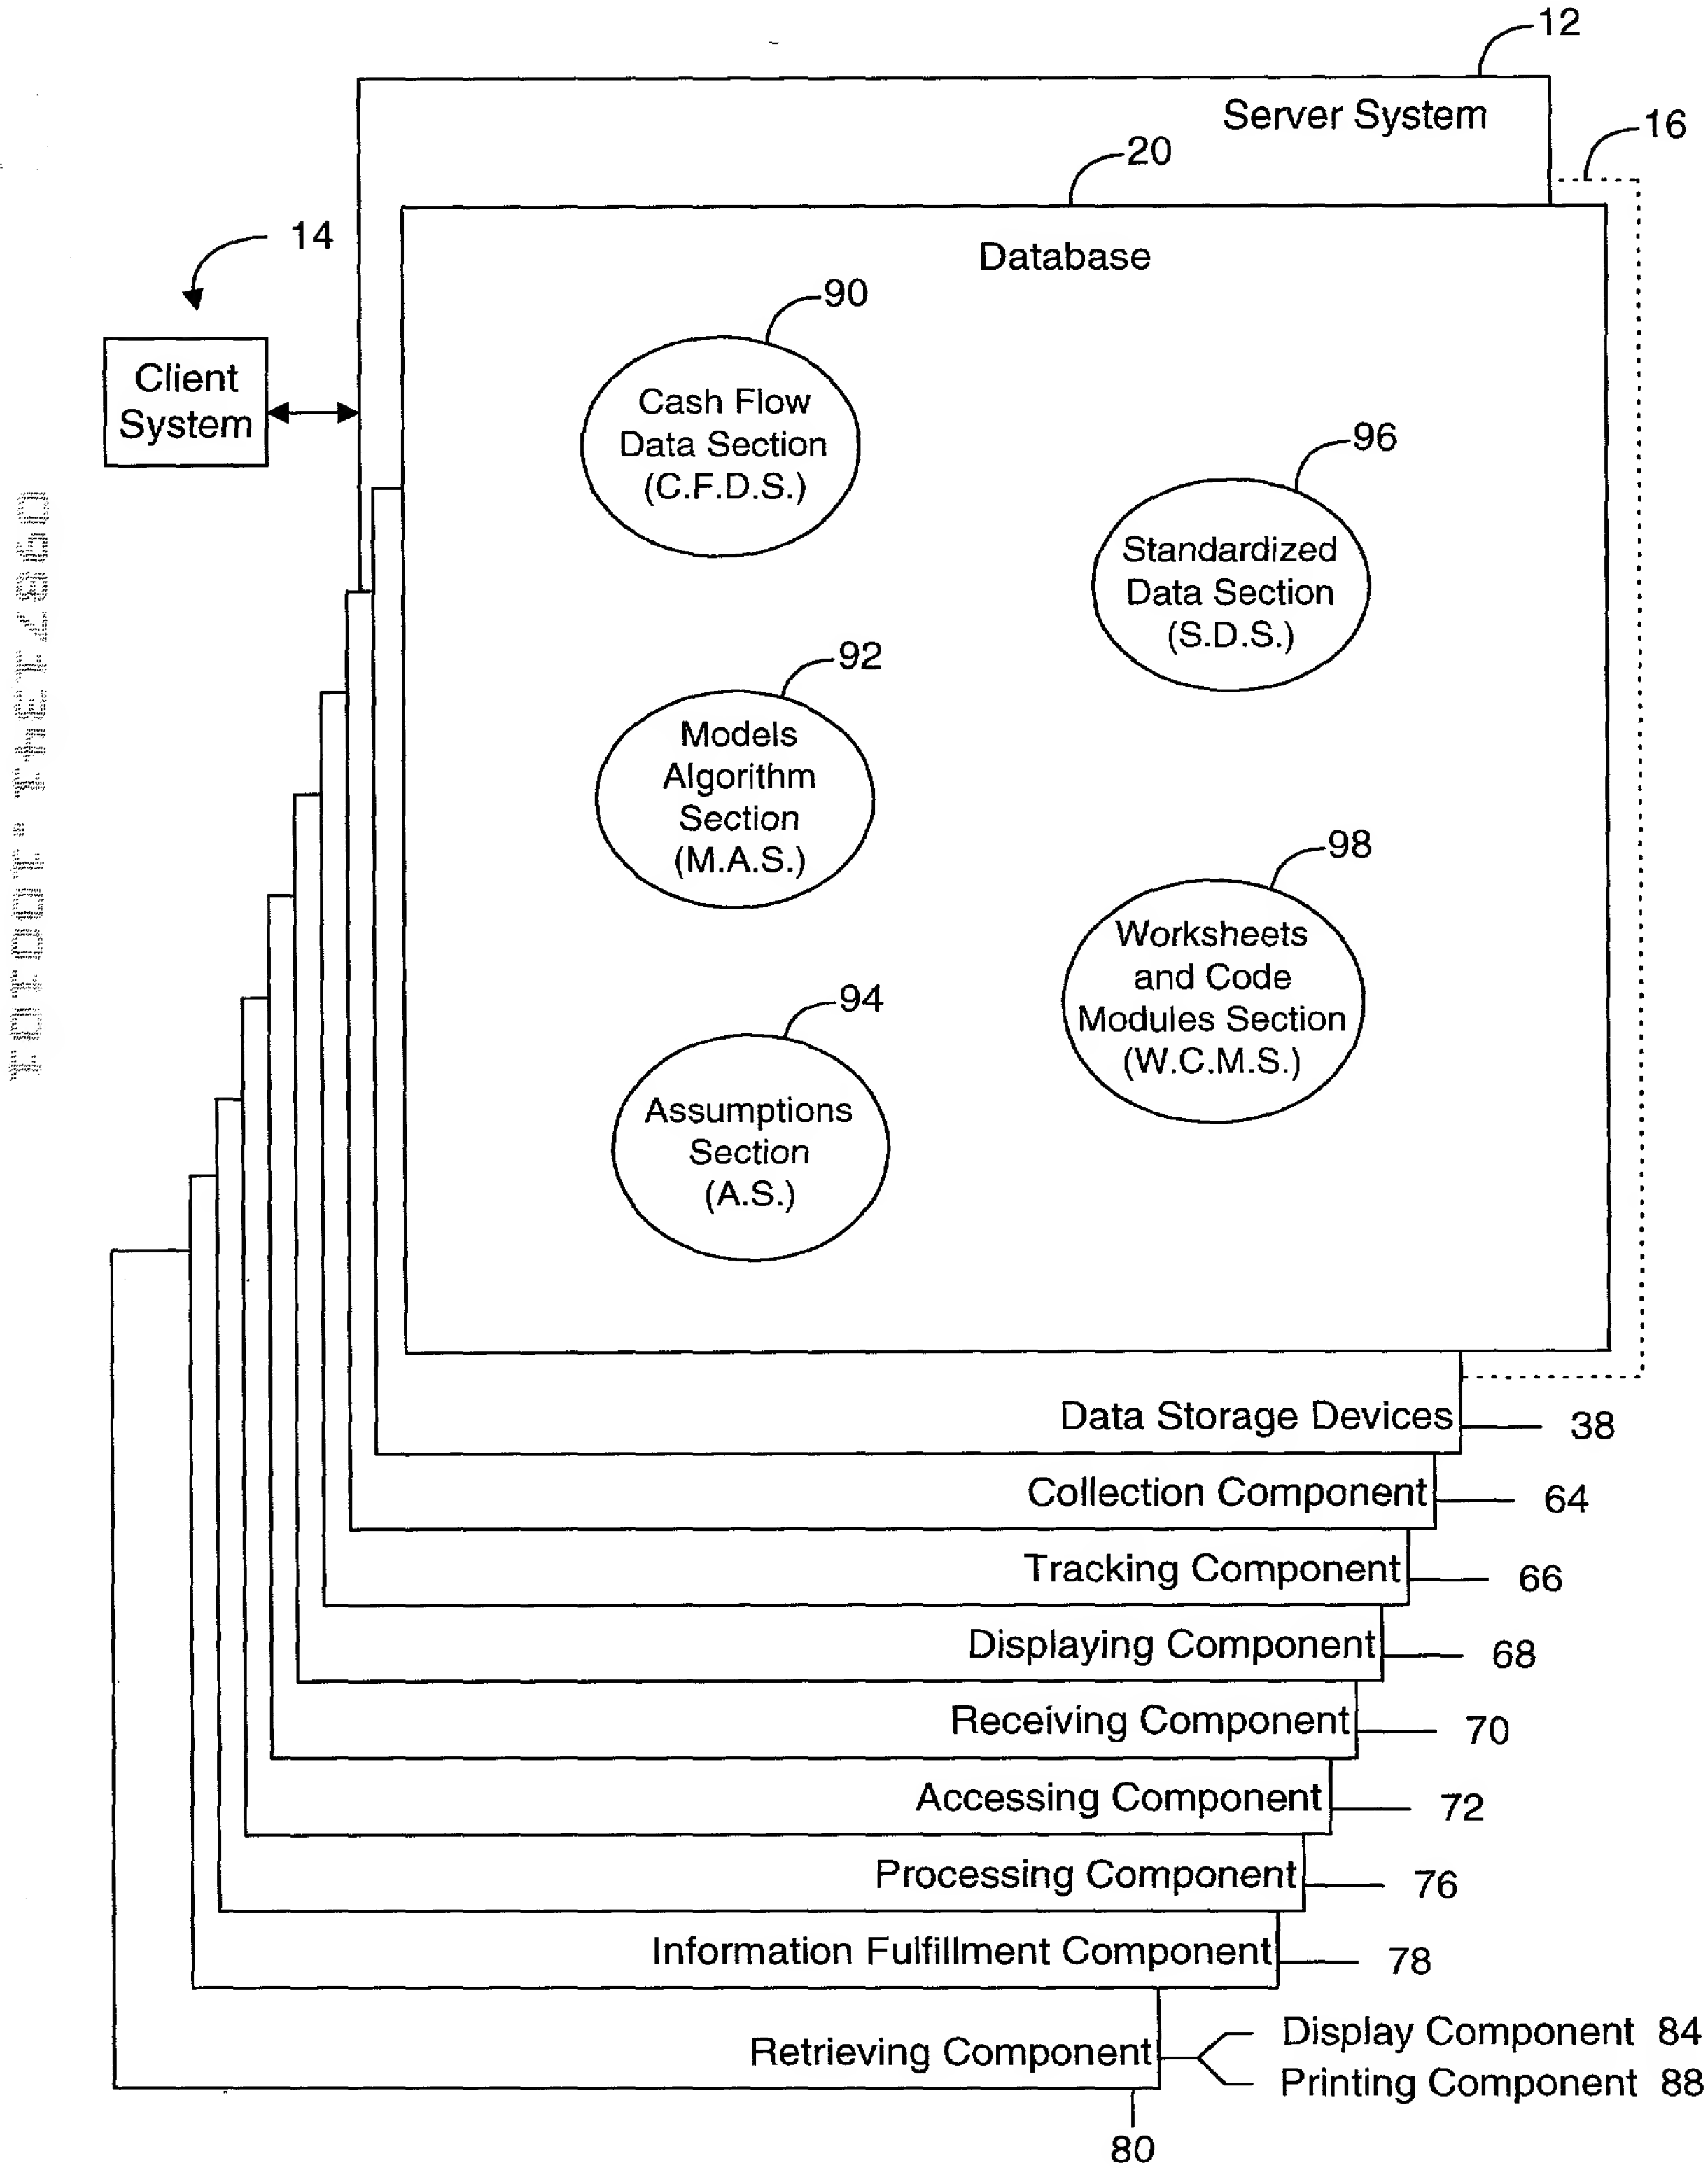 12
Server System
16
20
14
Database
90
Client
System
Cash Flow
Data Section
(C.F.D.S.)
96
Standardized
Data Section
(S.D.S.)
92
Models
Algorithm
Section
(M.A.S.)
98
Worksheets
and Code
Modules Section
(W.C.M.S.)
94
Assumptions
Section
(A.S.)
Data Storage Devices 38
Collection Component 64
Tracking Component 66
Displaying Component 68
Receiving Component 70
Accessing Component 72
Processing Component 76
Information Fulfillment Component 78
Retrieving Component
Display Component 84
Printing Component 88
80